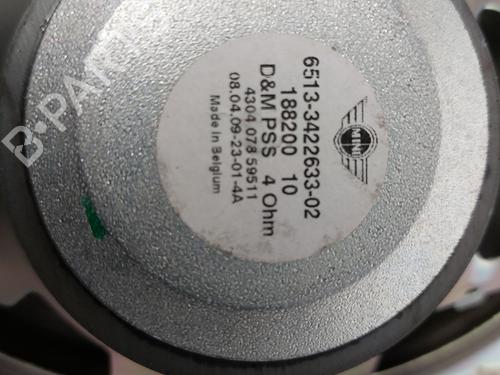 MINI
6513-3422633-02
188200 10
D&M PSS 4 Ohm
4304 078 59511
08.04.09-23-01-4A
Made in Belgium
B-PARTS